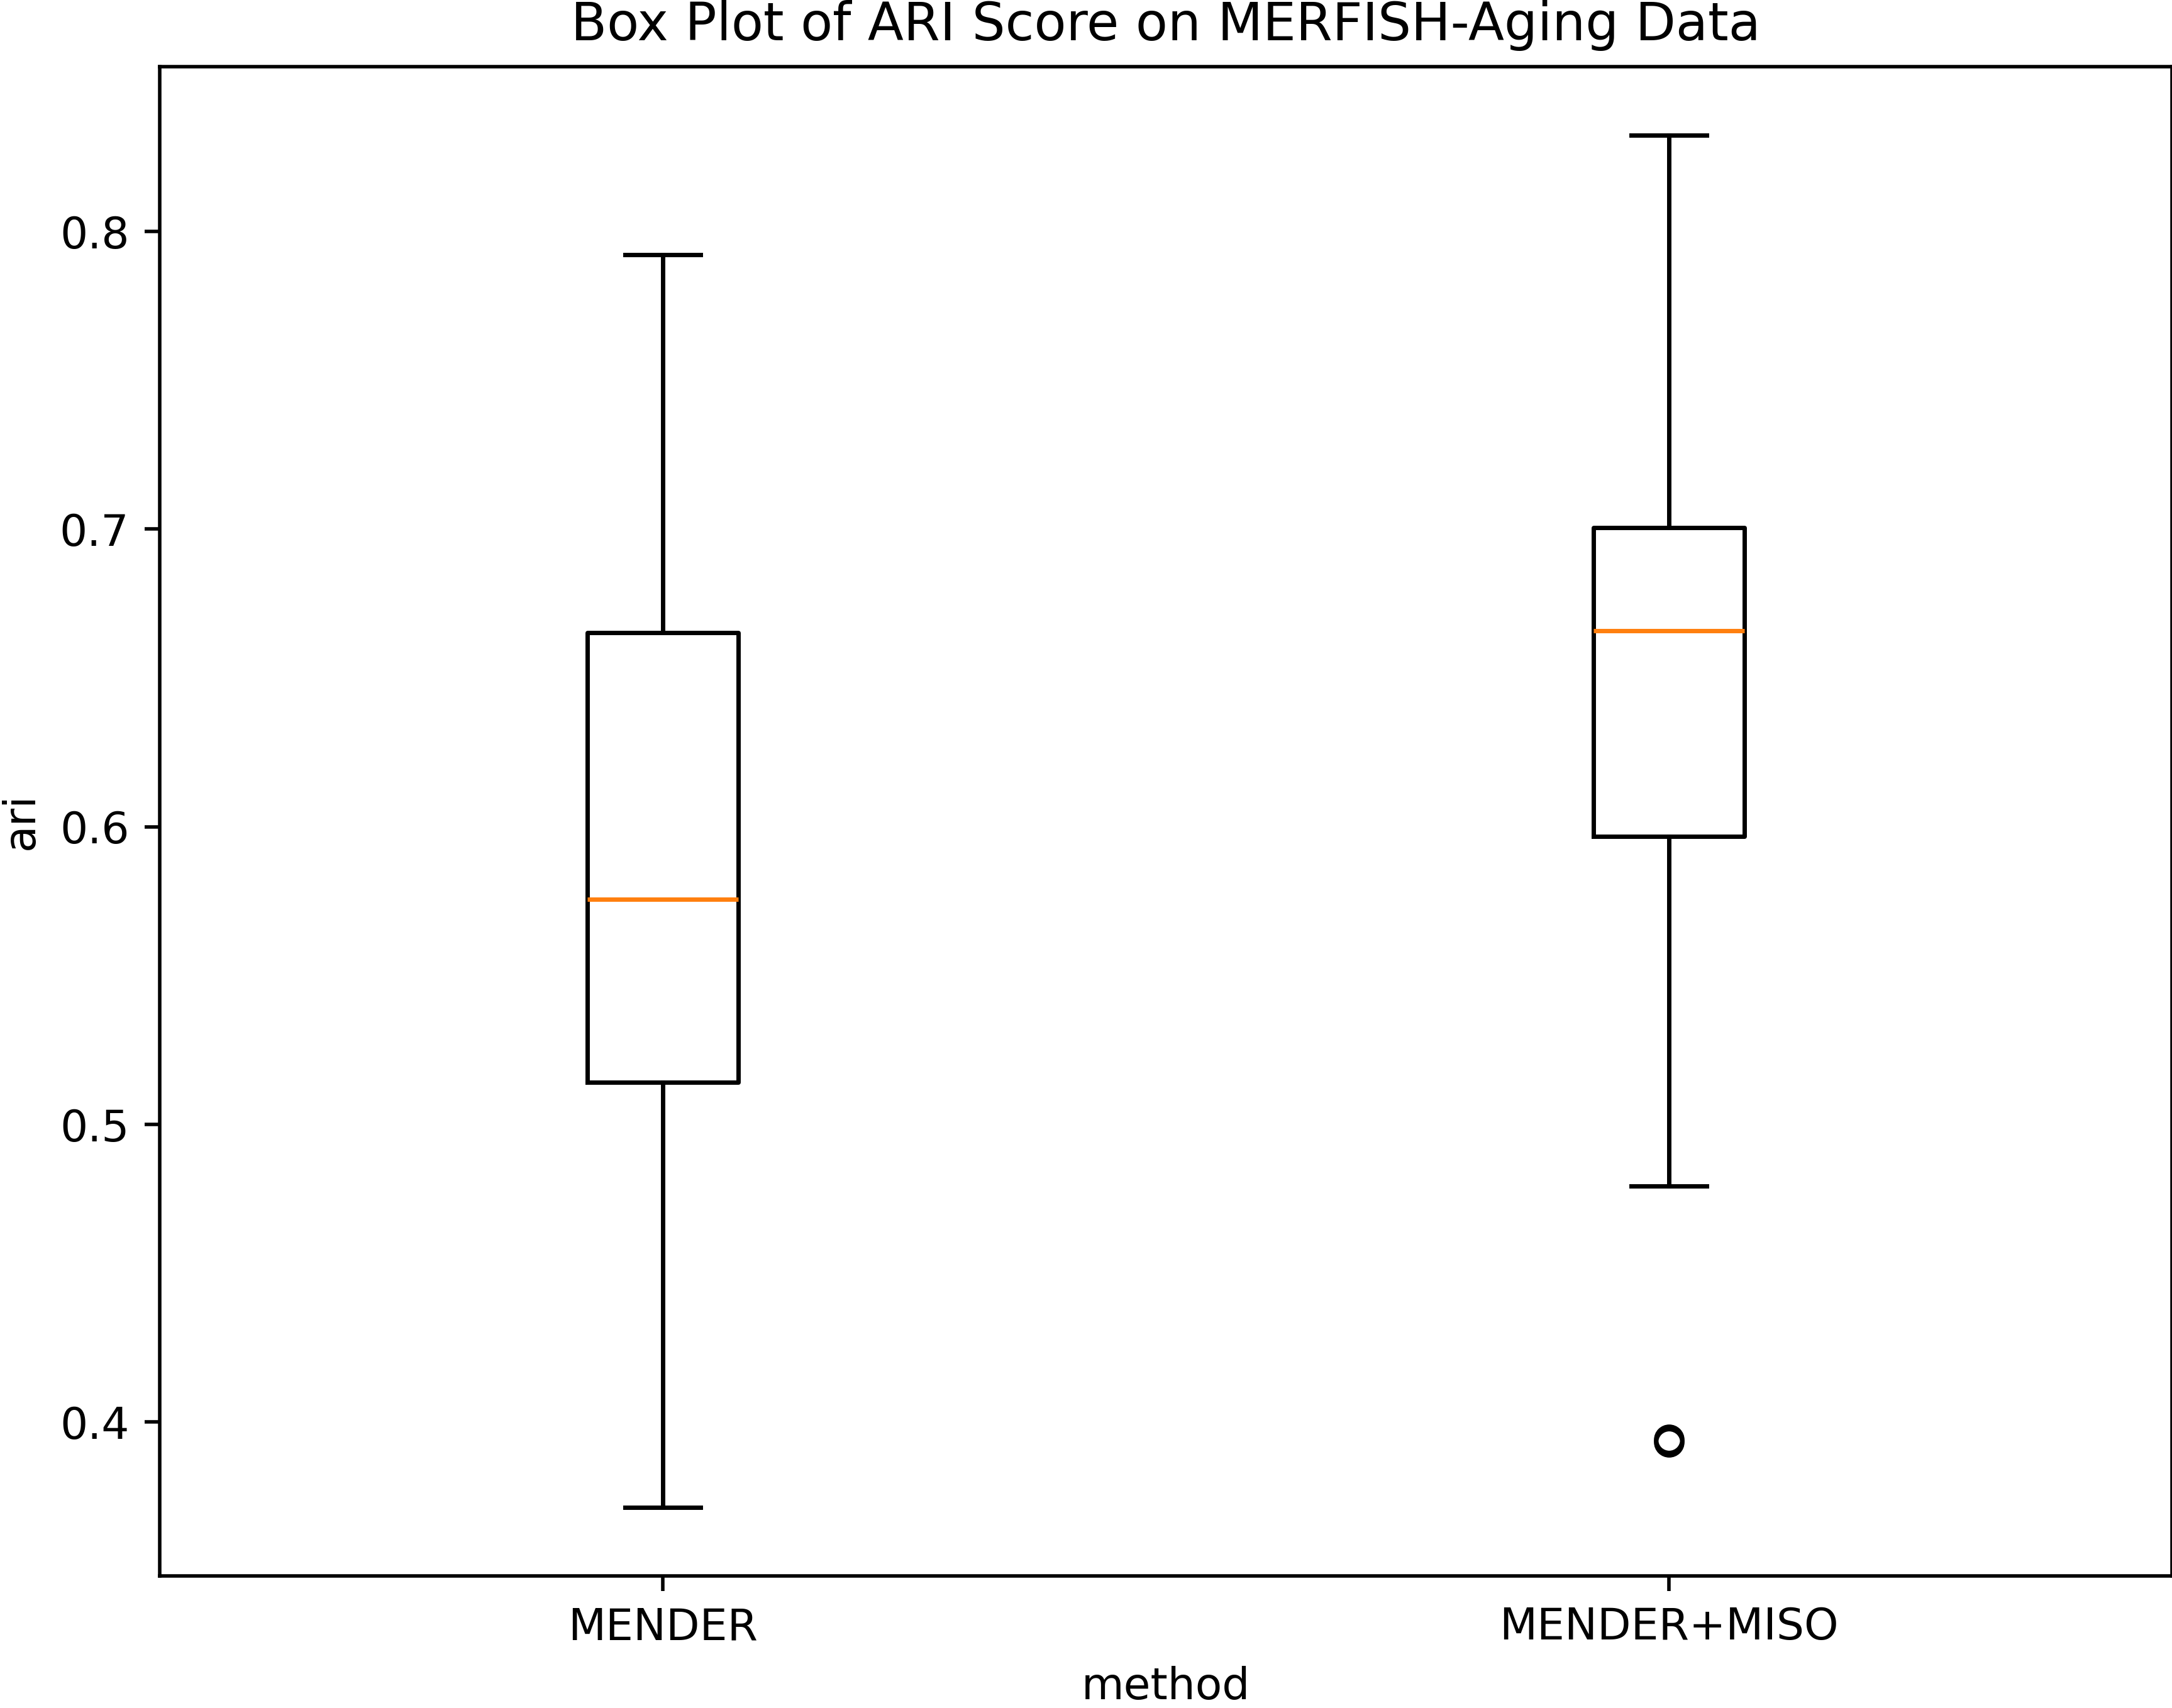 Box Plot of ARI Score on MERFISH-Aging Data
ari
0.8
0.7
0.6
0.5
0.4
MENDER
MENDER+MISO
method